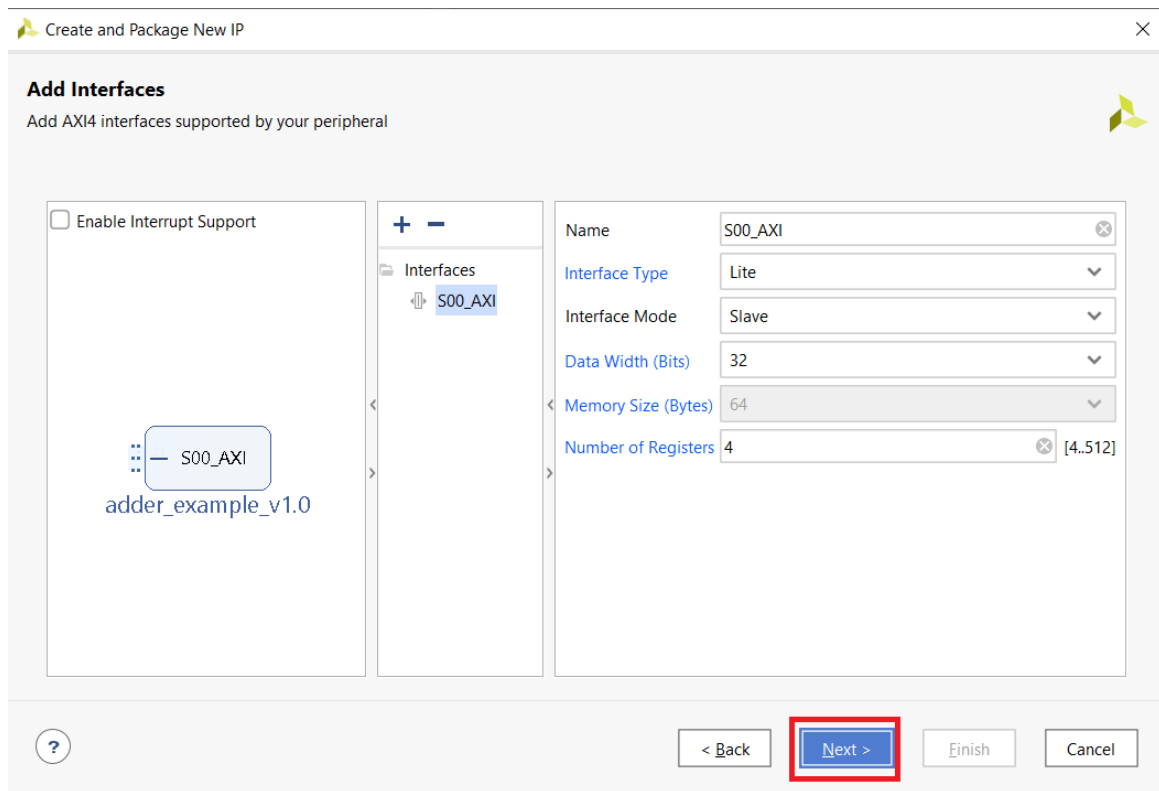 Create and Package New IP
Add Interfaces
Add AXI4 interfaces supported by your peripheral
Enable Interrupt Support
S00_AXI
adder_example_v1.0
+ −
Interfaces
S00_AXI
Name S00_AXI
Interface Type Lite
Interface Mode Slave
Data Width (Bits) 32
Memory Size (Bytes) 64
Number of Registers 4 [4..512]
? < Back Next > Finish Cancel